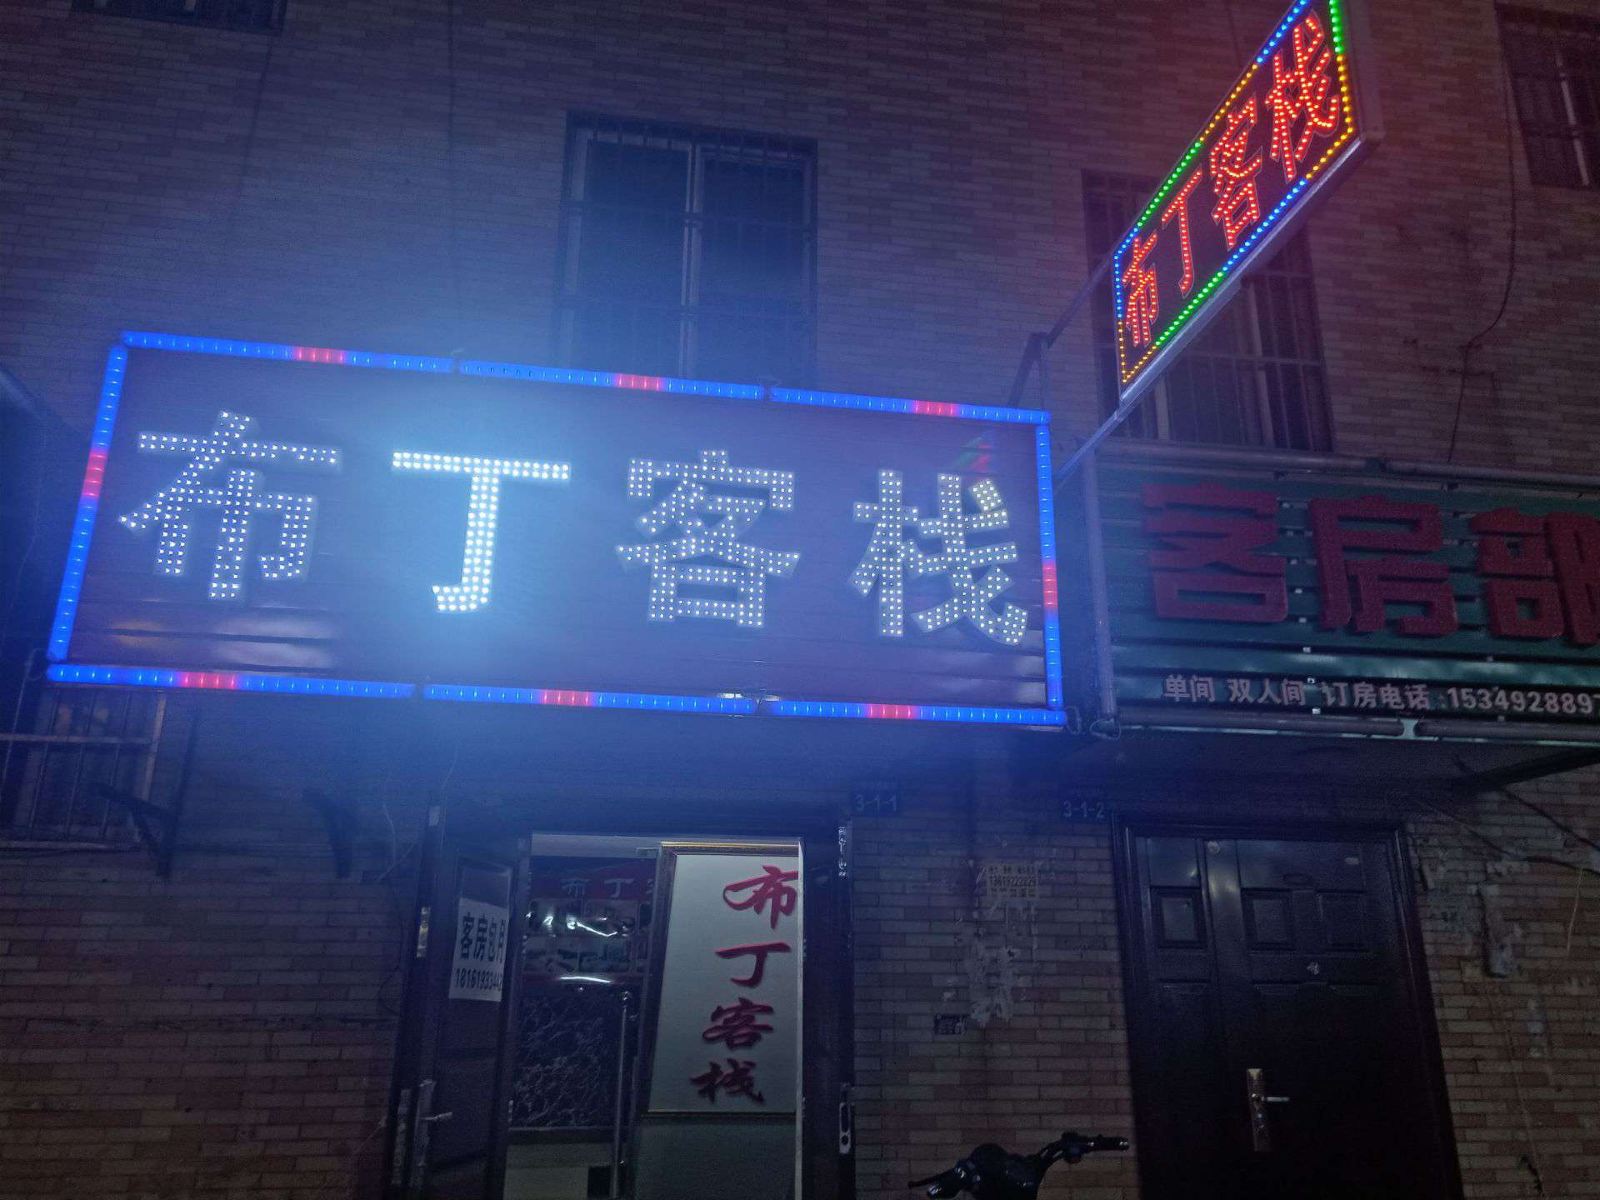 布丁客栈
布丁客栈
客房部
单间 双人间 订房电话:1534928897
3-1-1
3-1-2
布丁
客房包月
布丁客栈